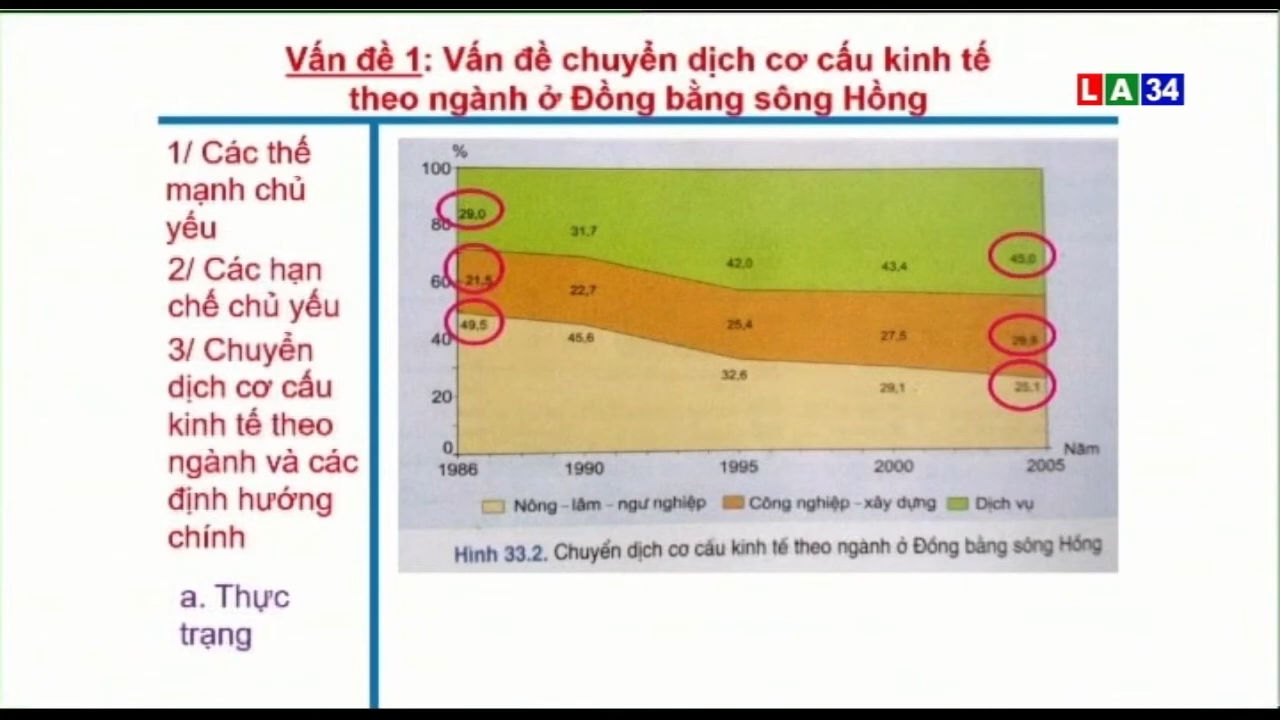 Vấn đề 1: Vấn đề chuyển dịch cơ cấu kinh tế
theo ngành ở Đồng bằng sông Hồng
LA34
1/ Các thế
mạnh chủ
yếu
2/ Các hạn
chế chủ yếu
3/ Chuyển
dịch cơ cấu
kinh tế theo
ngành và các
định hướng
chính
a. Thực
trạng
%
100
80
60
40
20
0
29,0
31,7
42,0
43,4
45,0
21,5
22,7
25,4
27,5
49,5
45,6
32,6
29,1
25,1
1986 1990 1995 2000 2005
Năm
Nông - lâm - ngư nghiệp Công nghiệp - xây dựng Dịch vụ
Hình 33.2. Chuyển dịch cơ cấu kinh tế theo ngành ở Đồng bằng sông Hồng